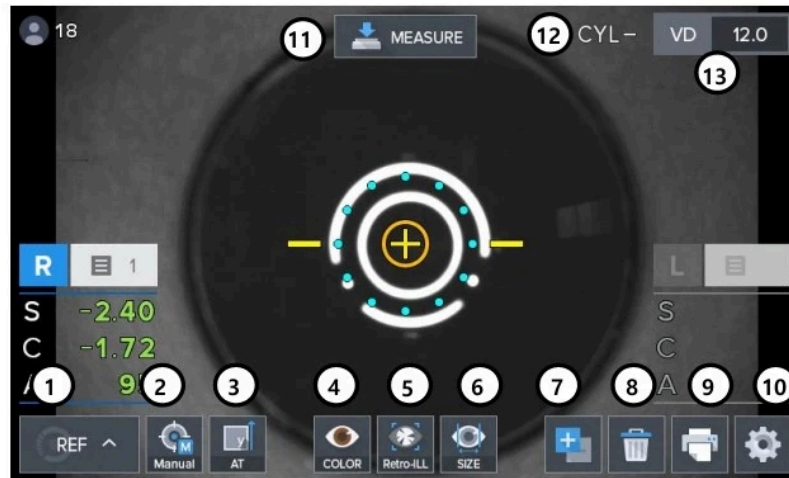 18
11
MEASURE
12
CYL-
VD
12.0
13
R
1
L
S
-2.40
S
C
-1.72
C
A
1
2
3
4
5
6
7
8
9
10
REF
M
Manual
y
AT
COLOR
Retro-ILL
SIZE